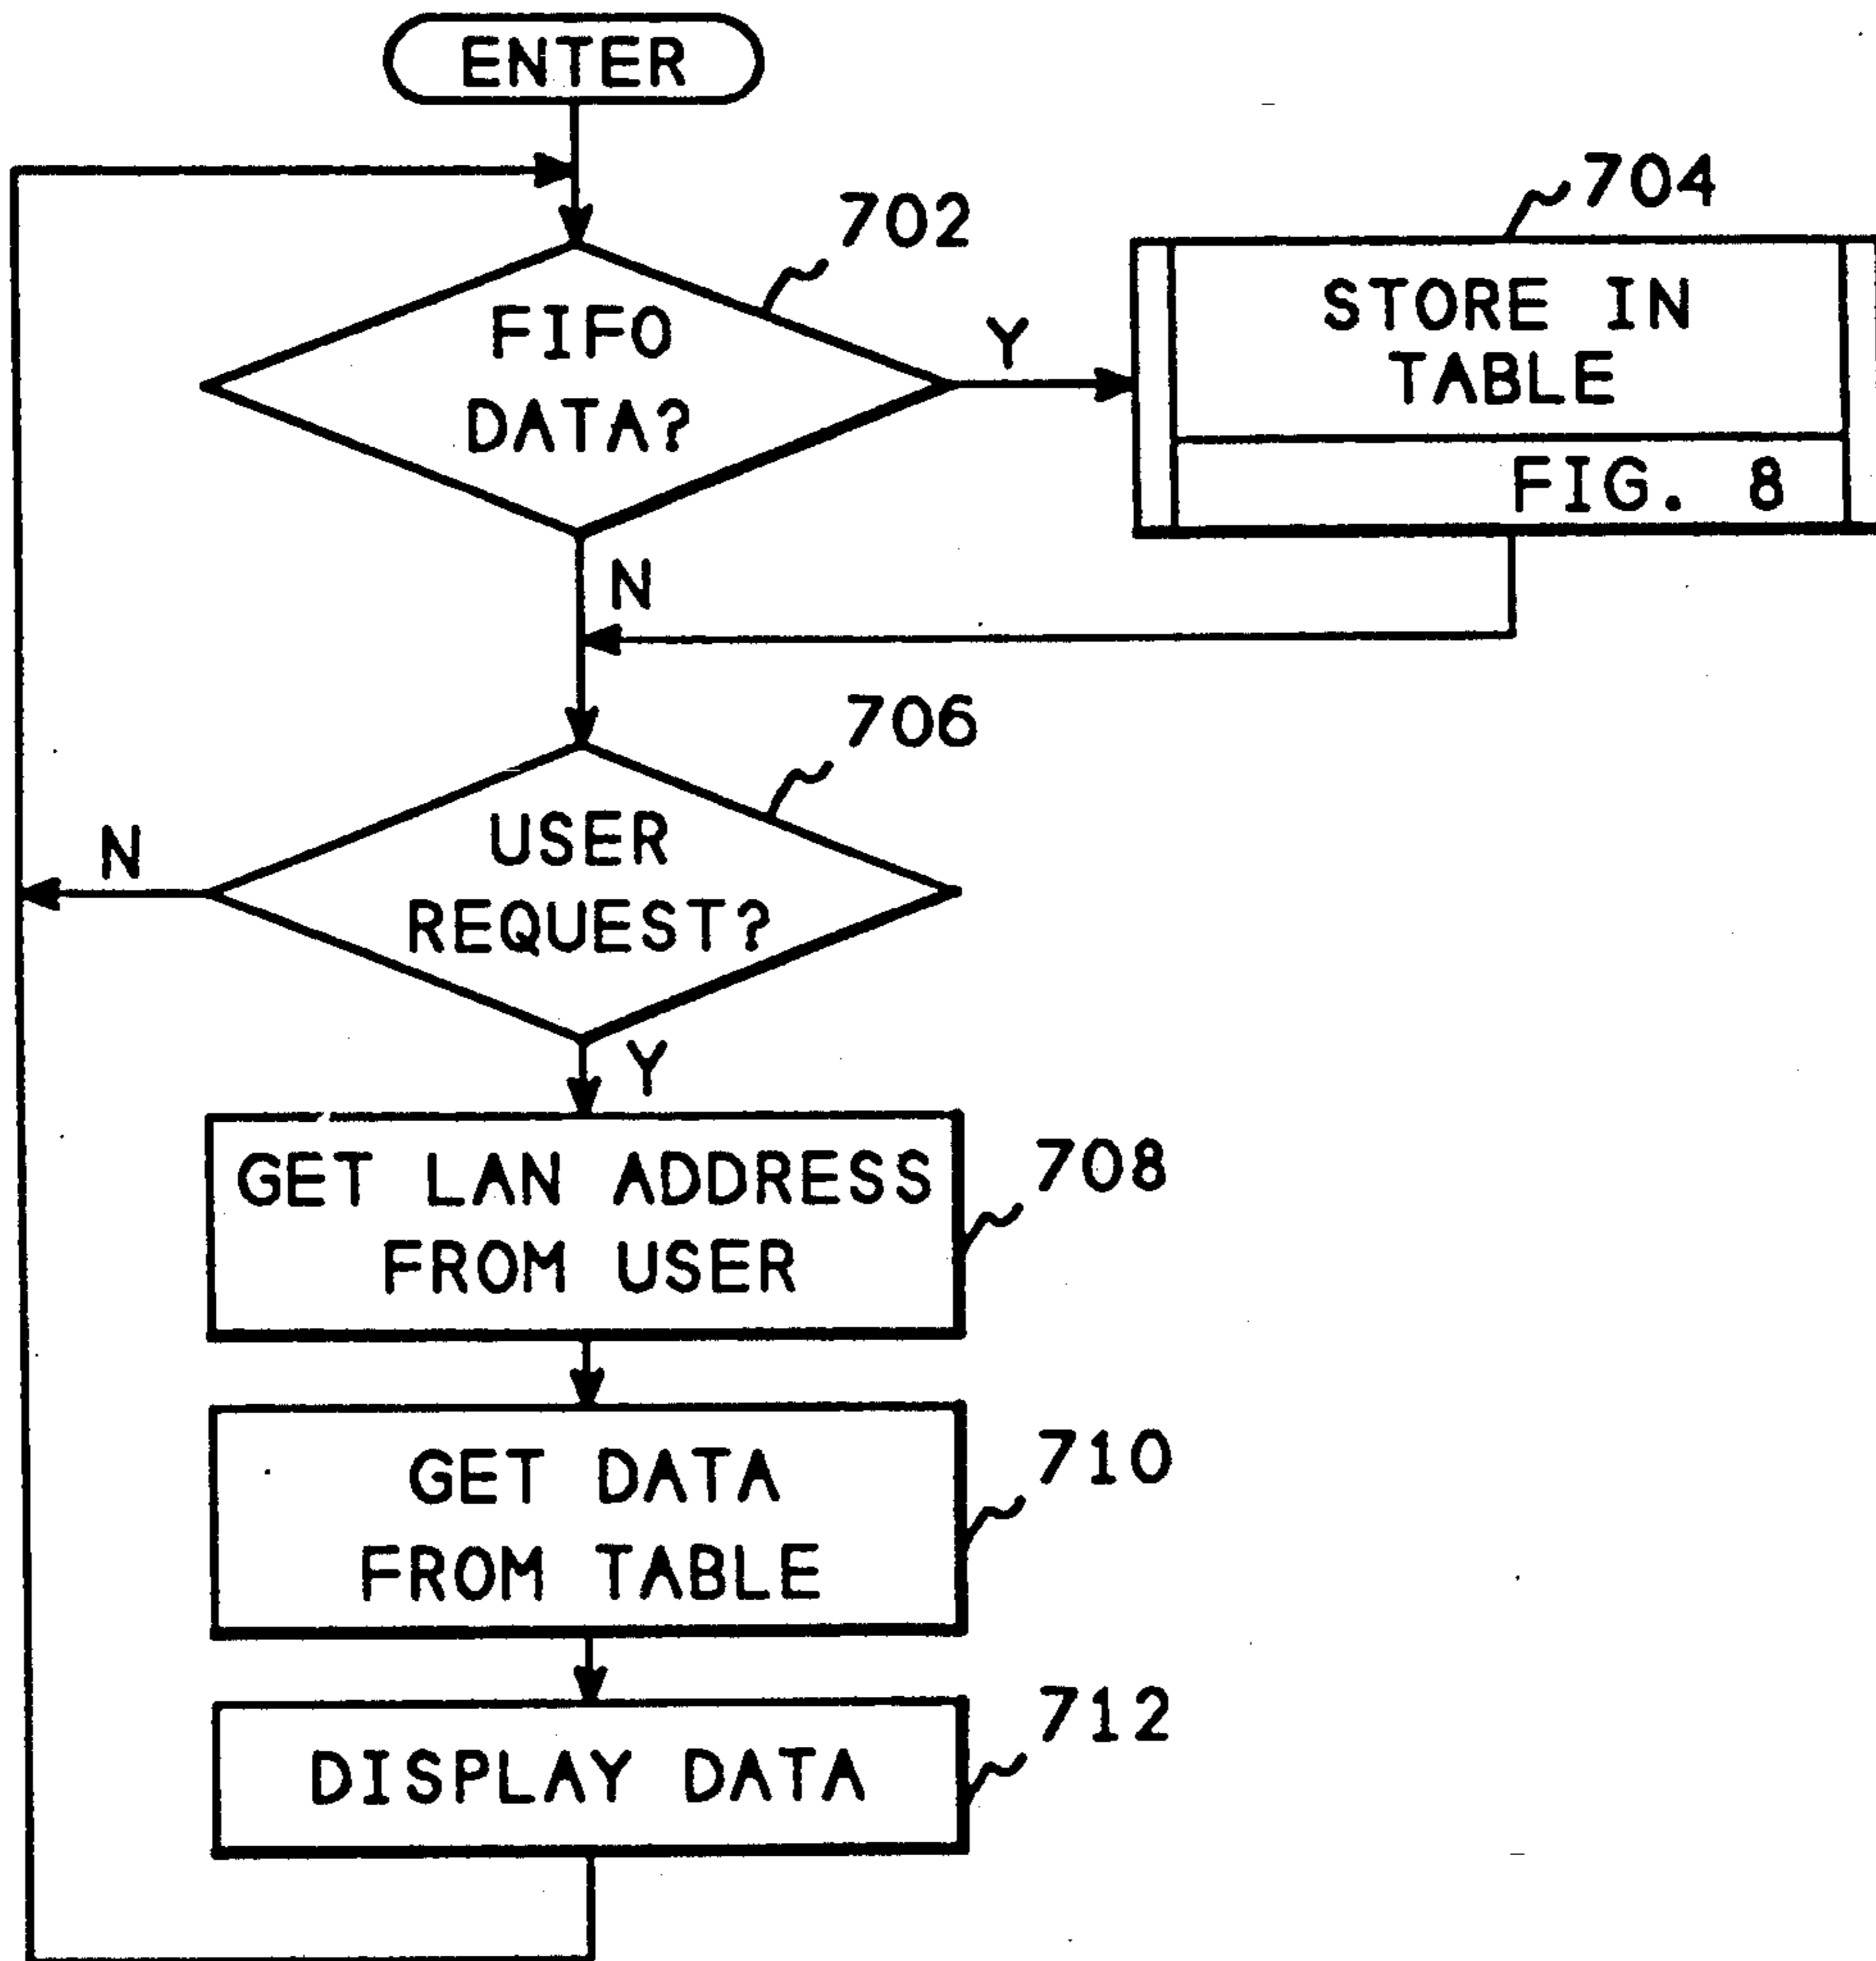 ENTER
702
704
FIFO
DATA?
Y
STORE IN
TABLE
FIG. 8
N
706
USER
REQUEST?
N
Y
GET LAN ADDRESS
FROM USER
708
GET DATA
FROM TABLE
710
DISPLAY DATA
712